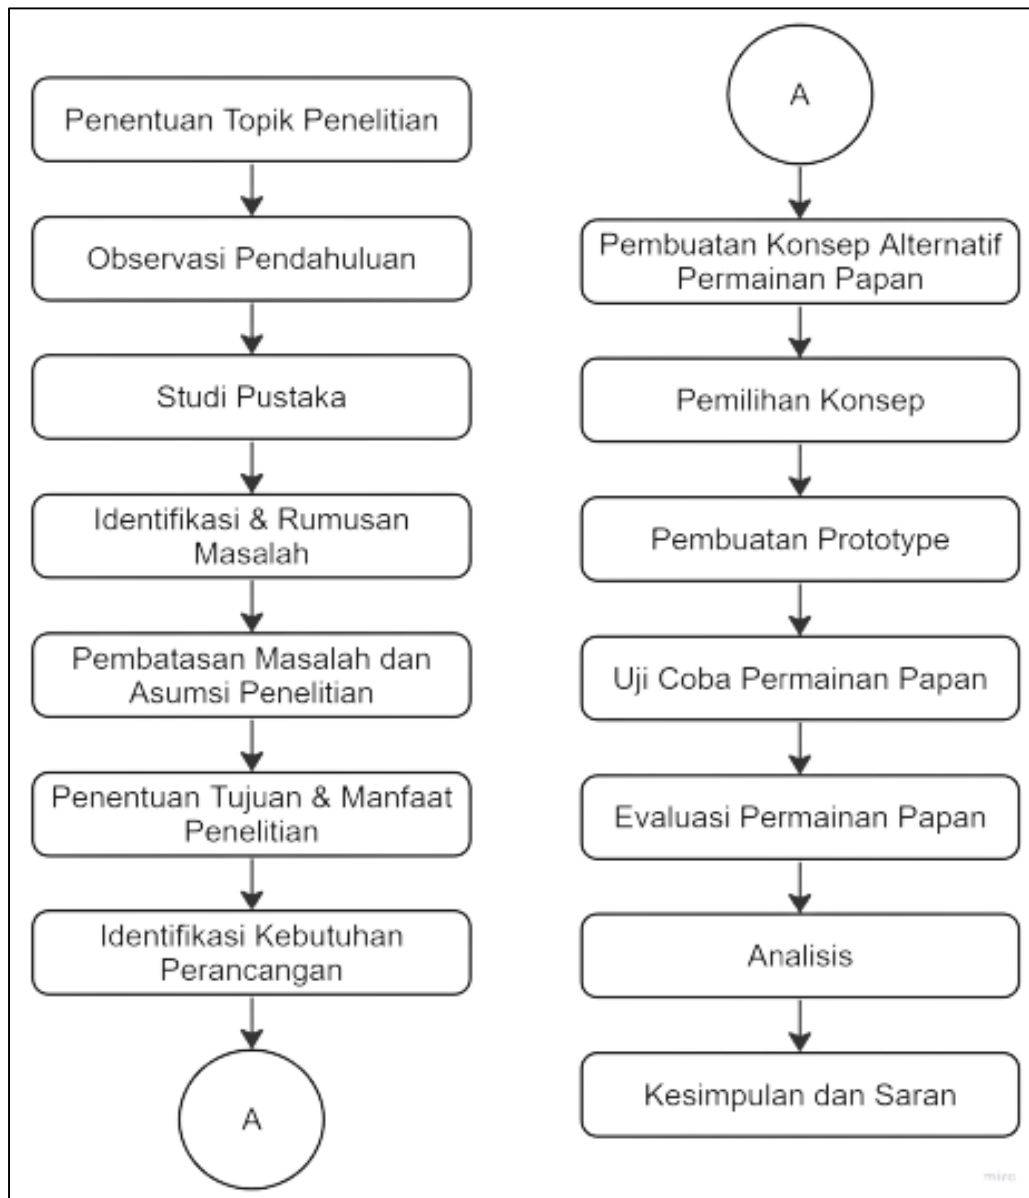 Penentuan Topik Penelitian
Observasi Pendahuluan
Studi Pustaka
Identifikasi & Rumusan
Masalah
Pembatasan Masalah dan
Asumsi Penelitian
Penentuan Tujuan & Manfaat
Penelitian
Identifikasi Kebutuhan
Perancangan
A
A
Pembuatan Konsep Alternatif
Permainan Papan
Pemilihan Konsep
Pembuatan Prototype
Uji Coba Permainan Papan
Evaluasi Permainan Papan
Analisis
Kesimpulan dan Saran
miro